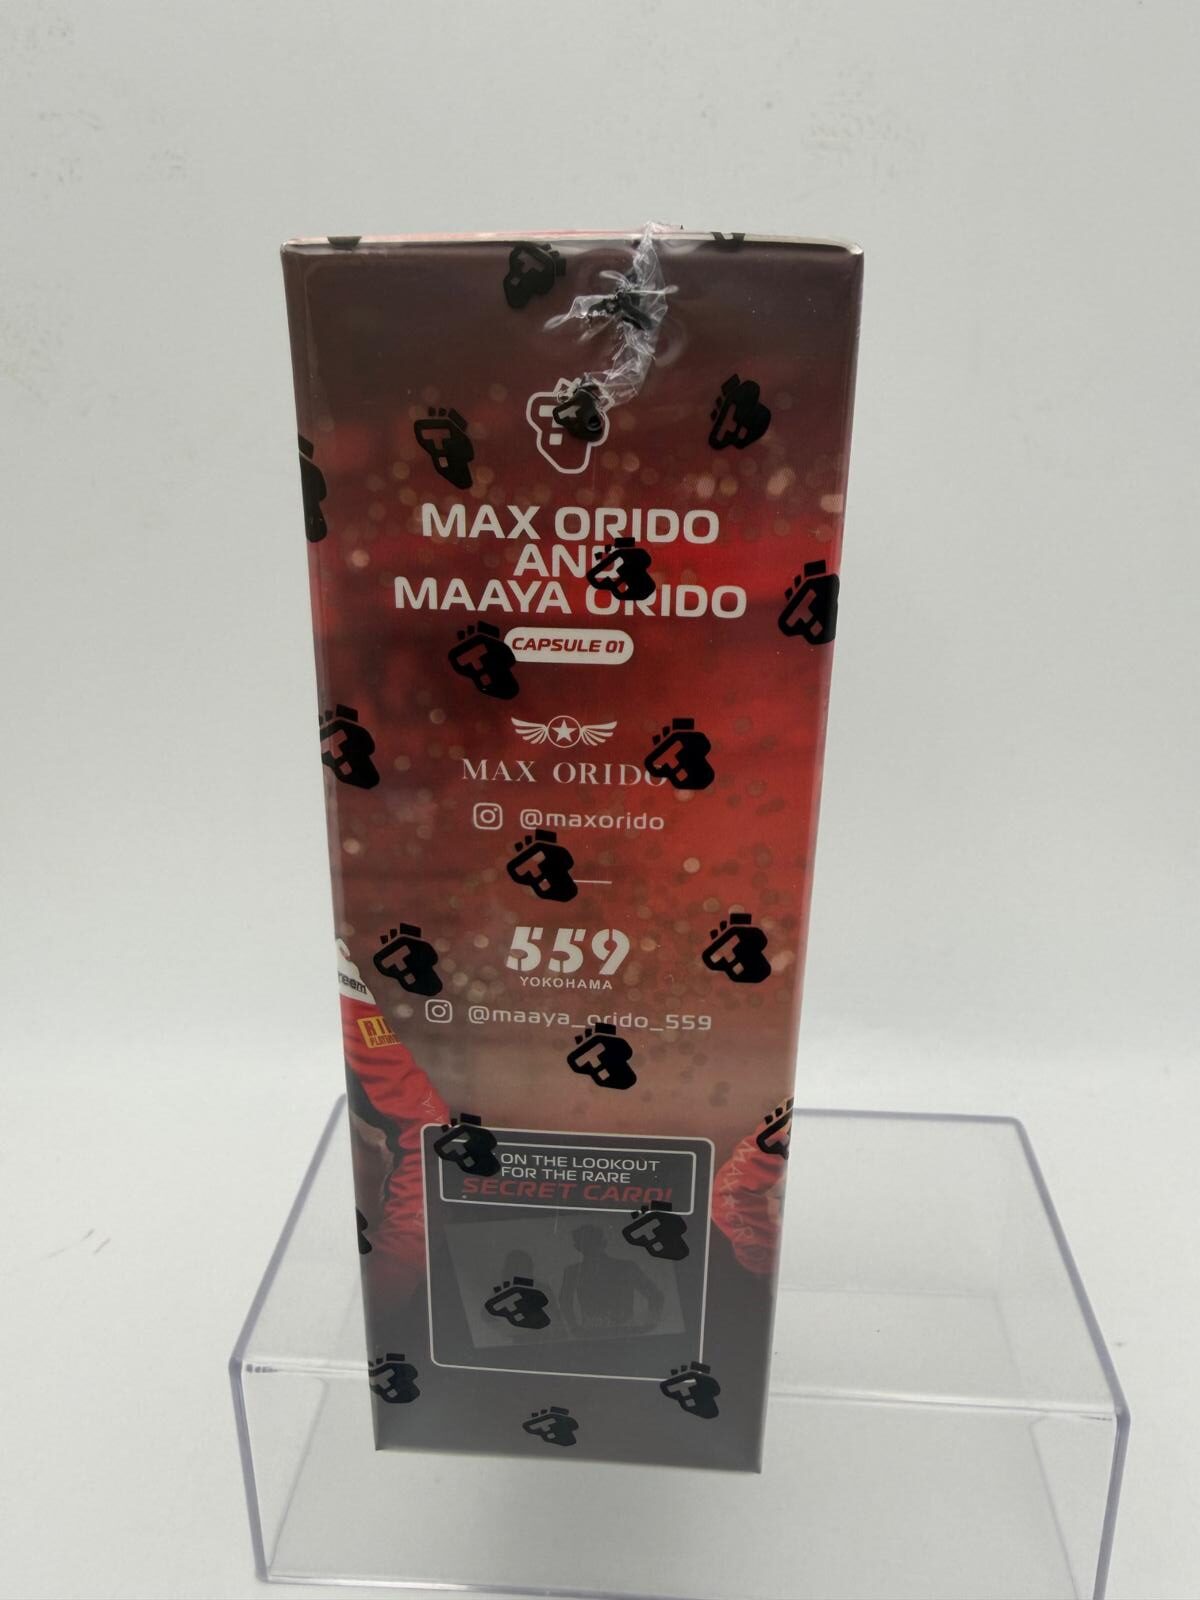 MAX ORIDO
AND
MAAYA ORIDO
CAPSULE 01
MAX ORIDO
@maxorido
559
YOKOHAMA
@maaya_orido_559
ON THE LOOKOUT
FOR THE RARE
SECRET CARD!